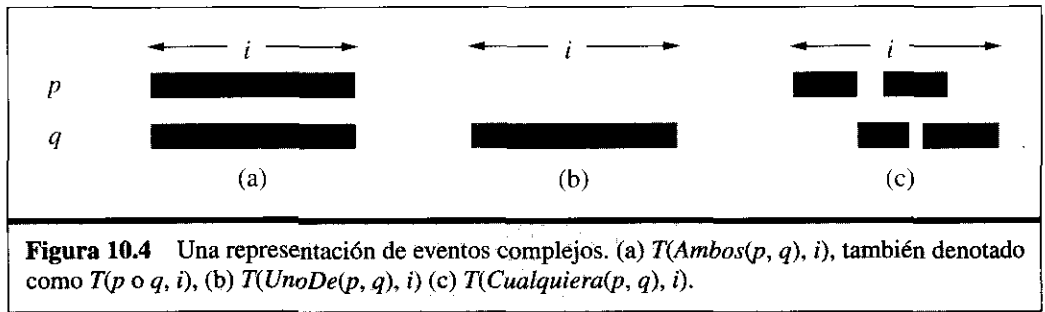 i i i
p
q
(a) (b) (c)
Figura 10.4 Una representación de eventos complejos. (a) T(Ambos(p, q), i), también denotado
como T(p o q, i), (b) T(UnoDe(p, q), i) (c) T(Cualquiera(p, q), i).